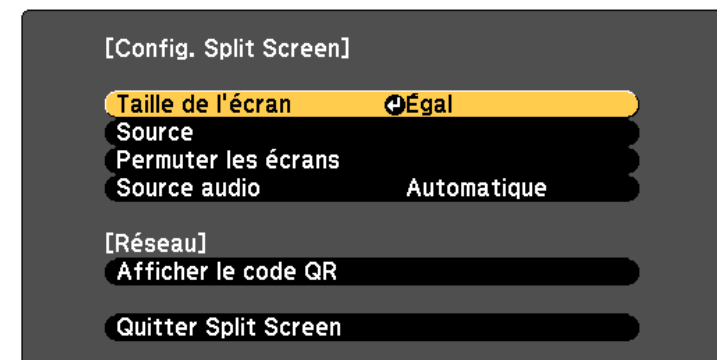 [Config. Split Screen]
Taille de l'écran Égal
Source
Permuter les écrans
Source audio Automatique
[Réseau]
Afficher le code QR
Quitter Split Screen